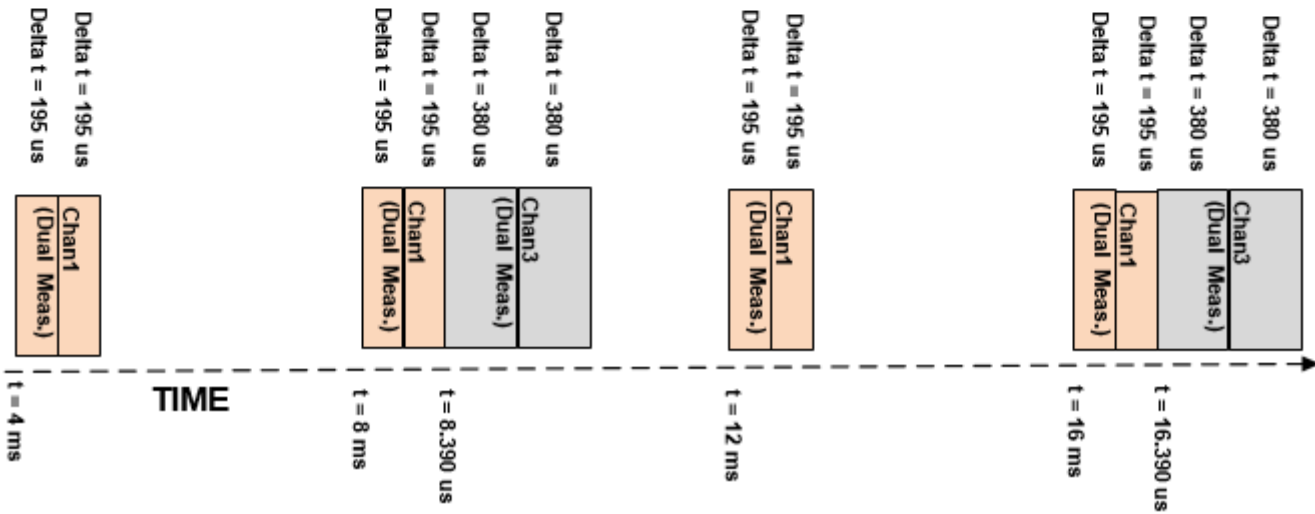 Delta t = 195 us
Delta t = 195 us
Delta t = 195 us
Delta t = 195 us
Delta t = 380 us
Delta t = 380 us
Delta t = 195 us
Delta t = 195 us
Delta t = 195 us
Delta t = 195 us
Delta t = 380 us
Delta t = 380 us
Chan1
(Dual Meas.)
Chan1
(Dual Meas.)
Chan3
(Dual Meas.)
Chan1
(Dual Meas.)
Chan1
(Dual Meas.)
Chan3
(Dual Meas.)
TIME
t = 4 ms
t = 8 ms
t = 8.390 us
t = 12 ms
t = 16 ms
t = 16.390 us